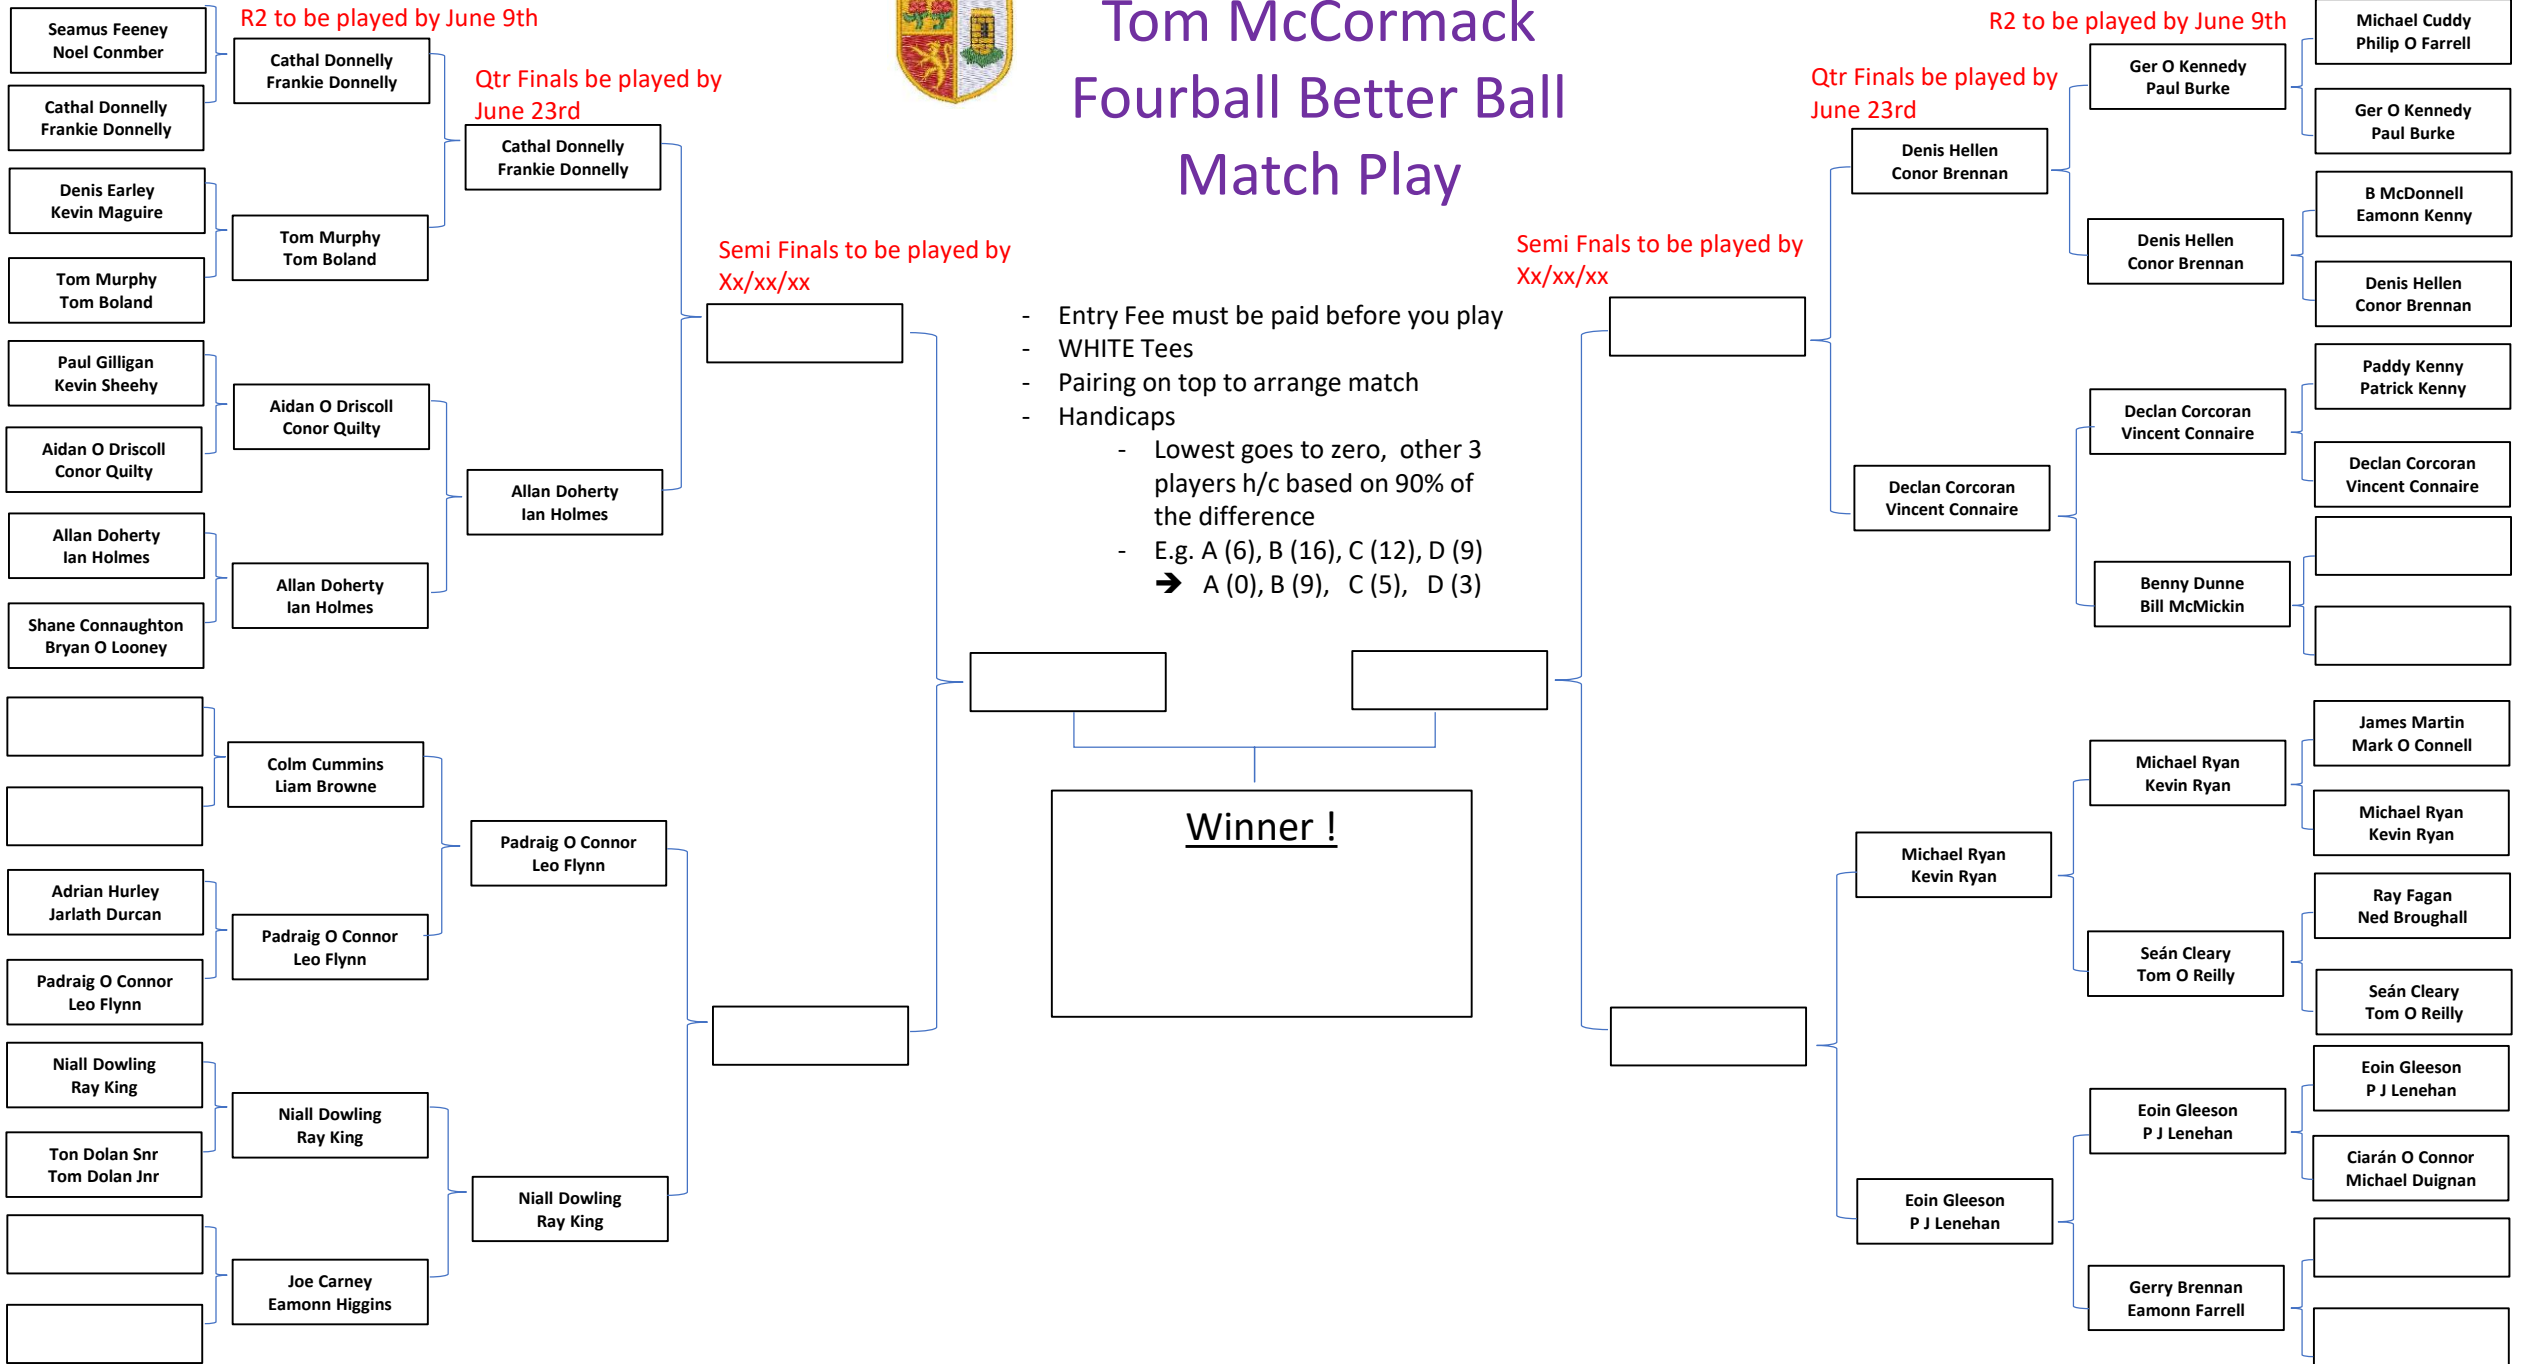 Tom McCormack
Fourball Better Ball
Match Play
R2 to be played by June 9th
Qtr Finals be played by
June 23rd
Semi Finals to be played by
Xx/xx/xx
Seamus Feeney
Noel Conmber
Cathal Donnelly
Frankie Donnelly
Denis Earley
Kevin Maguire
Tom Murphy
Tom Boland
Paul Gilligan
Kevin Sheehy
Aidan O Driscoll
Conor Quilty
Allan Doherty
Ian Holmes
Shane Connaughton
Bryan O Looney
Adrian Hurley
Jarlath Durcan
Padraig O Connor
Leo Flynn
Niall Dowling
Ray King
Ton Dolan Snr
Tom Dolan Jnr
Cathal Donnelly
Frankie Donnelly
Tom Murphy
Tom Boland
Aidan O Driscoll
Conor Quilty
Allan Doherty
Ian Holmes
Colm Cummins
Liam Browne
Padraig O Connor
Leo Flynn
Niall Dowling
Ray King
Joe Carney
Eamonn Higgins
Cathal Donnelly
Frankie Donnelly
Allan Doherty
Ian Holmes
Padraig O Connor
Leo Flynn
Niall Dowling
Ray King
- Entry Fee must be paid before you play
- WHITE Tees
- Pairing on top to arrange match
- Handicaps
- Lowest goes to zero, other 3
players h/c based on 90% of
the difference
- E.g. A (6), B (16), C (12), D (9)
➔ A (0), B (9), C (5), D (3)
Winner !
Semi Fnals to be played by
Xx/xx/xx
Qtr Finals be played by
June 23rd
R2 to be played by June 9th
Denis Hellen
Conor Brennan
Declan Corcoran
Vincent Connaire
Michael Ryan
Kevin Ryan
Eoin Gleeson
P J Lenehan
Ger O Kennedy
Paul Burke
Denis Hellen
Conor Brennan
Declan Corcoran
Vincent Connaire
Benny Dunne
Bill McMickin
Michael Ryan
Kevin Ryan
Seán Cleary
Tom O Reilly
Eoin Gleeson
P J Lenehan
Gerry Brennan
Eamonn Farrell
Michael Cuddy
Philip O Farrell
Ger O Kennedy
Paul Burke
B McDonnell
Eamonn Kenny
Denis Hellen
Conor Brennan
Paddy Kenny
Patrick Kenny
Declan Corcoran
Vincent Connaire
James Martin
Mark O Connell
Michael Ryan
Kevin Ryan
Ray Fagan
Ned Broughall
Seán Cleary
Tom O Reilly
Eoin Gleeson
P J Lenehan
Ciarán O Connor
Michael Duignan